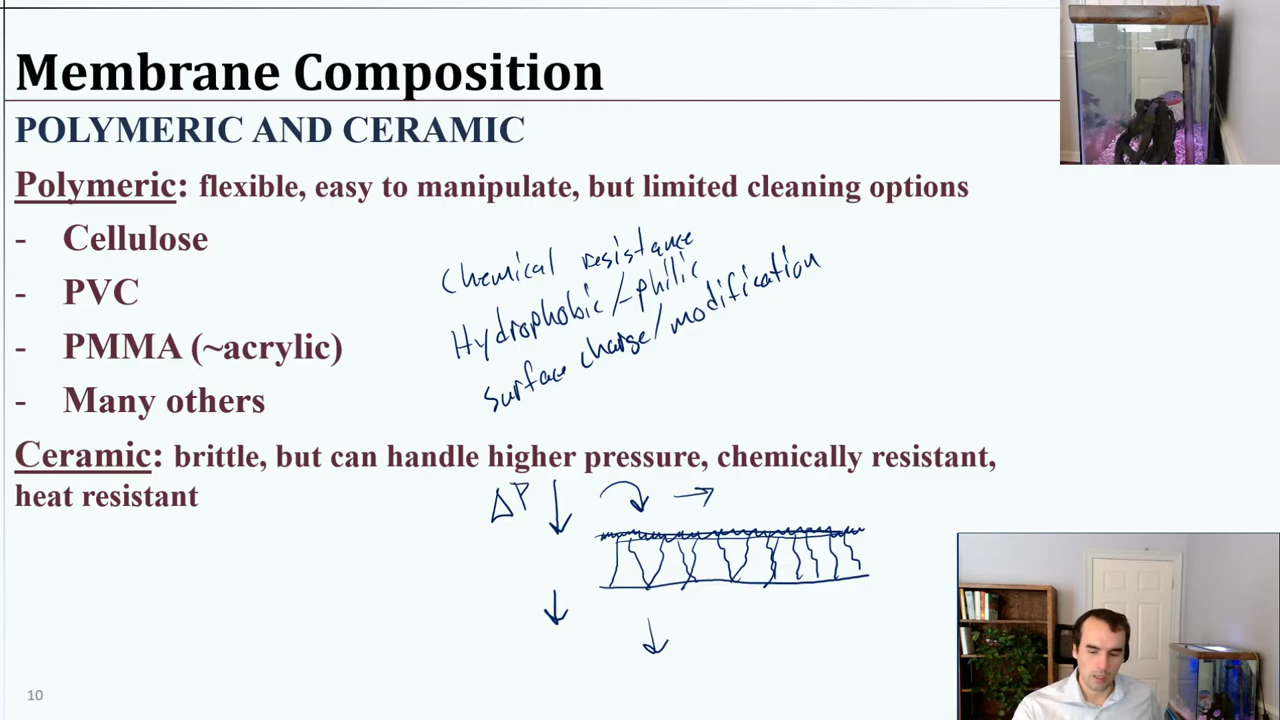 Membrane Composition
POLYMERIC AND CERAMIC
Polymeric: flexible, easy to manipulate, but limited cleaning options
- Cellulose
- PVC
- PMMA (~acrylic)
- Many others
Chemical resistance
Hydrophobic/-philic
surface charge/modification
Ceramic: brittle, but can handle higher pressure, chemically resistant,
heat resistant
ΔP
10